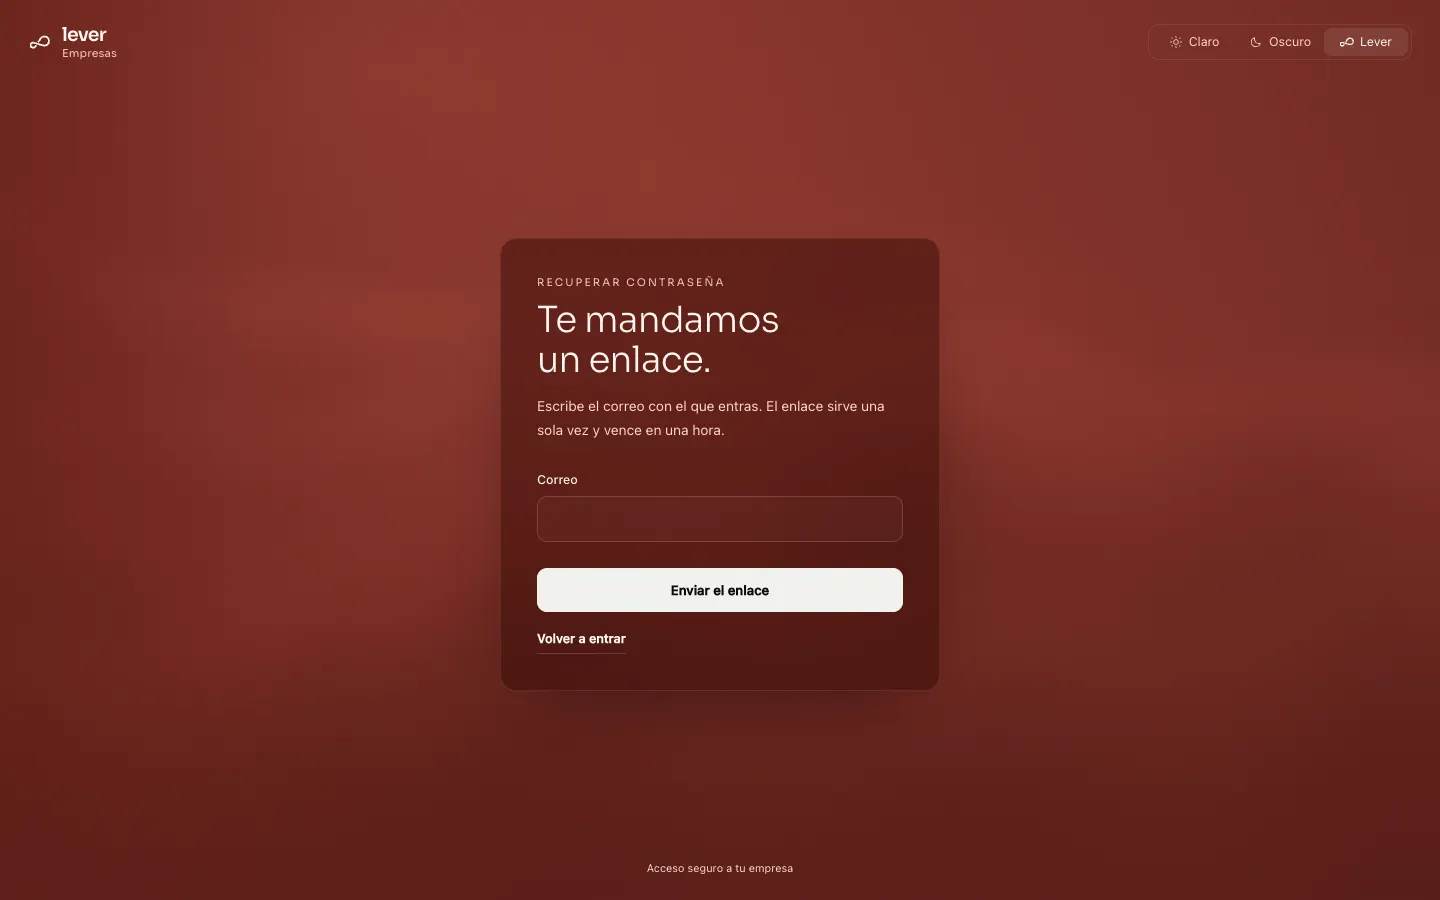 lever
Empresas
Claro
Oscuro
Lever
RECUPERAR CONTRASEÑA
Te mandamos
un enlace.
Escribe el correo con el que entras. El enlace sirve una
sola vez y vence en una hora.
Correo
Enviar el enlace
Volver a entrar
Acceso seguro a tu empresa